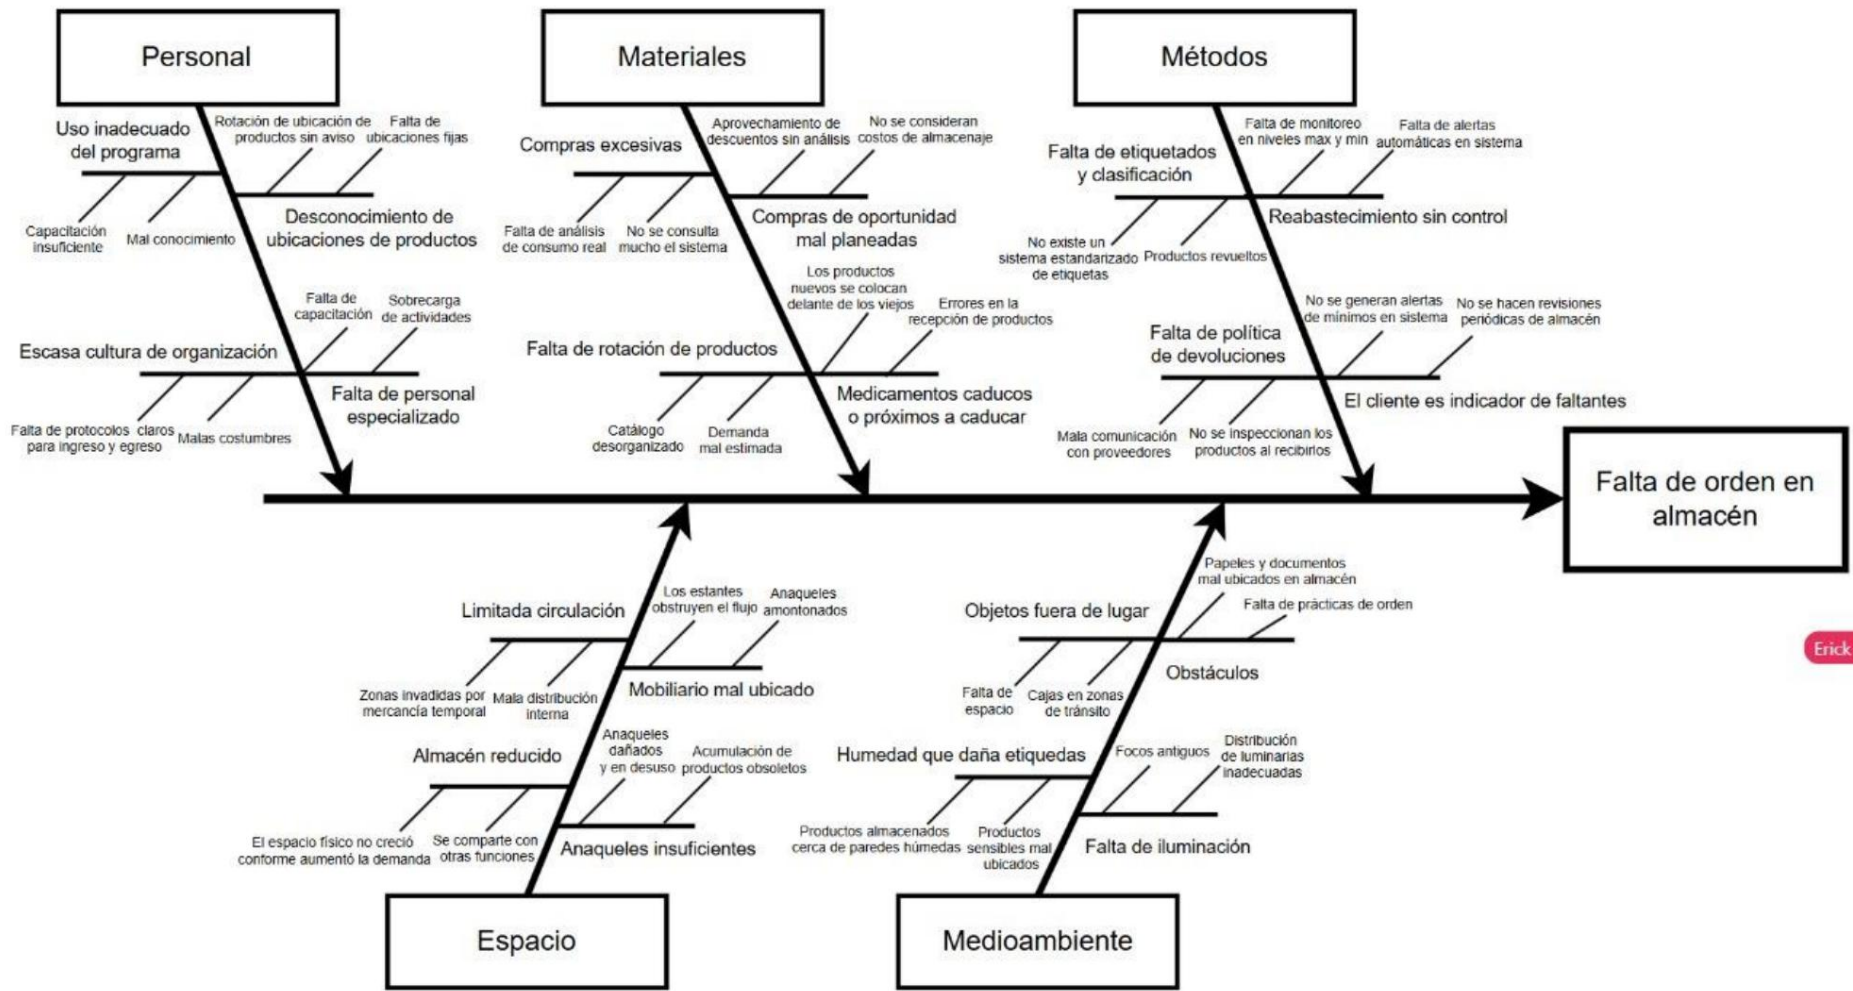 Personal
Uso inadecuado
del programa
Rotación de ubicación de
productos sin aviso
Falta de
ubicaciones fijas
Capacitación
insuficiente
Mal conocimiento
Desconocimiento de
ubicaciones de productos
Falta de
capacitación
Sobrecarga
de actividades
Escasa cultura de organización
Falta de protocolos claros
para ingreso y egreso
Malas costumbres
Falta de personal
especializado
Materiales
Compras excesivas
Aprovechamiento de
descuentos sin análisis
No se consideran
costos de almacenaje
Falta de análisis
de consumo real
No se consulta
mucho el sistema
Compras de oportunidad
mal planeadas
Los productos
nuevos se colocan
delante de los viejos
Errores en la
recepción de productos
Falta de rotación de productos
Catálogo
desorganizado
Demanda
mal estimada
Medicamentos caducos
o próximos a caducar
Métodos
Falta de etiquetados
y clasificación
Falta de monitoreo
en niveles max y min
Falta de alertas
automáticas en sistema
No existe un
sistema estandarizado
de etiquetas
Productos revueltos
Reabastecimiento sin control
No se generan alertas
de mínimos en sistema
No se hacen revisiones
periódicas de almacén
Falta de política
de devoluciones
Mala comunicación
con proveedores
No se inspeccionan los
productos al recibirlos
El cliente es indicador de faltantes
Falta de orden en
almacén
Limitada circulación
Los estantes
obstruyen el flujo
Anaqueles
amontonados
Zonas invadidas por
mercancía temporal
Mala distribución
interna
Mobiliario mal ubicado
Almacén reducido
Anaqueles
dañados
y en desuso
Acumulación de
productos obsoletos
El espacio físico no creció
conforme aumentó la demanda
Se comparte con
otras funciones
Anaqueles insuficientes
Espacio
Objetos fuera de lugar
Papeles y documentos
mal ubicados en almacén
Falta de prácticas de orden
Falta de
espacio
Cajas en zonas
de tránsito
Obstáculos
Humedad que daña etiquedas
Focos antiguos
Distribución
de luminarias
inadecuadas
Productos almacenados
cerca de paredes húmedas
Productos
sensibles mal
ubicados
Falta de iluminación
Medioambiente
Erick